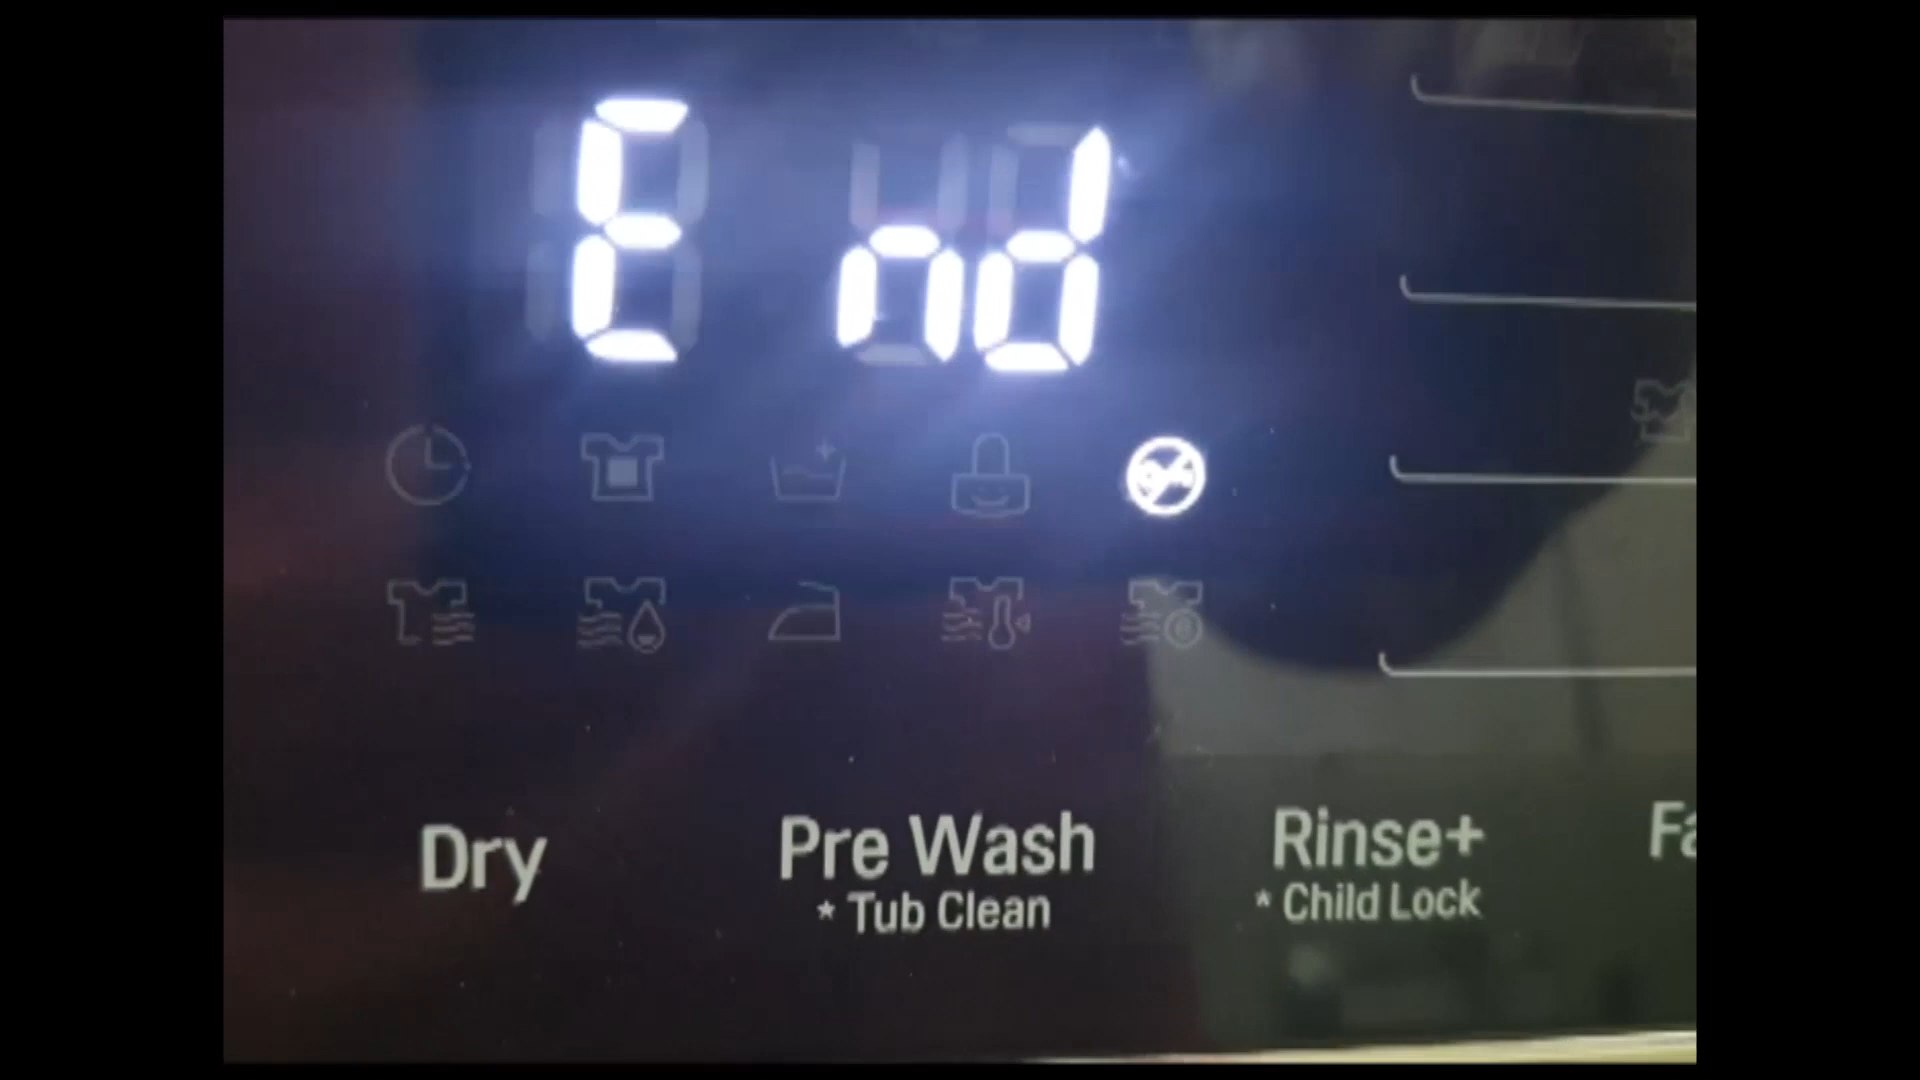 End
Dry
Pre Wash
* Tub Clean
Rinse+
* Child Lock